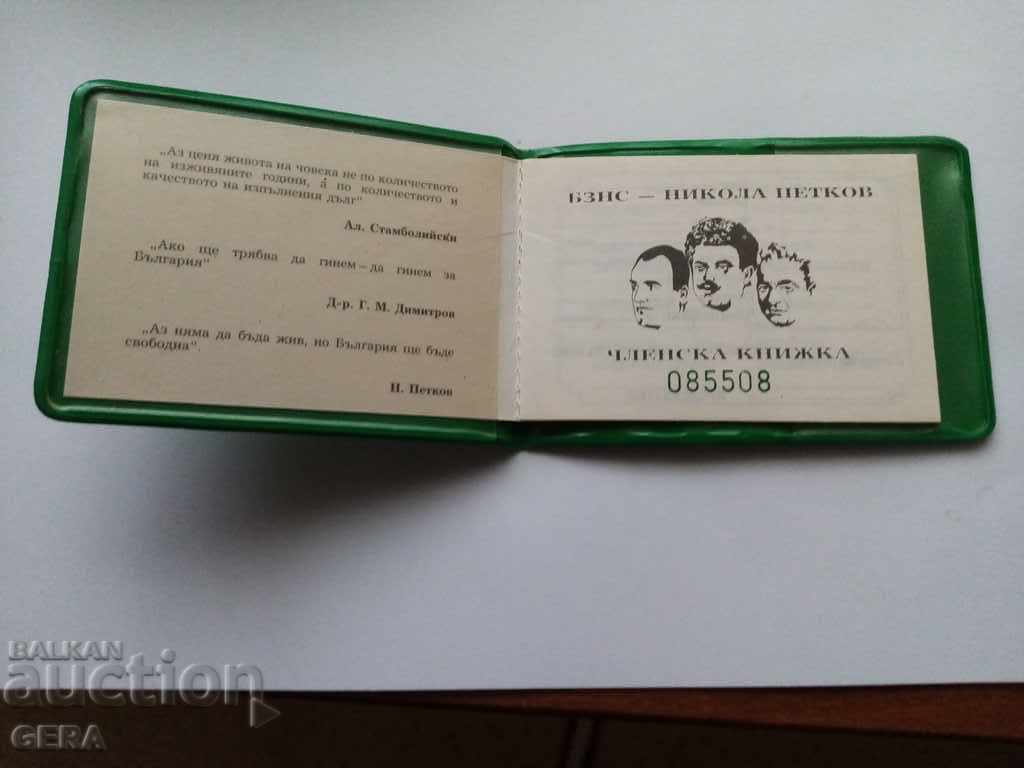 „Аз ценя живота на човека не по количеството
на изживяните години, а по количеството и
качеството на изпълнения дълг“
Ал. Стамболийски
„Ако ще трябва да гинем – да гинем за
България“
Д-р. Г. М. Димитров
„Аз няма да бъда жив, но България ще бъде
свободна“.
Н. Петков
БЗНС – НИКОЛА ПЕТКОВ
ЧЛЕНСКА КНИЖКА
085508
BALKAN
auction
GERA